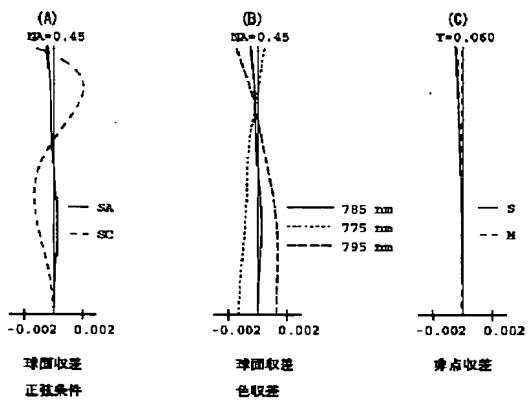 (A)
NA=0.45
SA
SC
-0.002 0.002
球面収差
正弦条件
(B)
NA=0.45
785 nm
775 nm
795 nm
-0.002 0.002
球面収差
色収差
(C)
Y=0.060
S
M
-0.002 0.002
非点収差